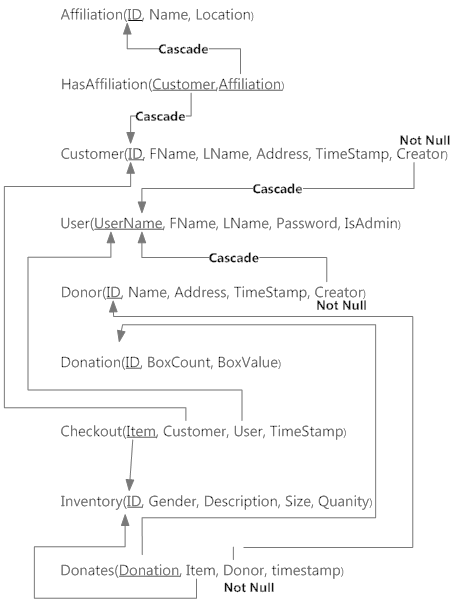 Affiliation(ID, Name, Location)
Cascade
HasAffiliation(Customer,Affiliation)
Cascade
Not Null
Customer(ID, FName, LName, Address, TimeStamp, Creator)
Cascade
User(UserName, FName, LName, Password, IsAdmin)
Cascade
Donor(ID, Name, Address, TimeStamp, Creator)
Not Null
Donation(ID, BoxCount, BoxValue)
Checkout(Item, Customer, User, TimeStamp)
Inventory(ID, Gender, Description, Size, Quanity)
Donates(Donation, Item, Donor, timestamp)
Not Null